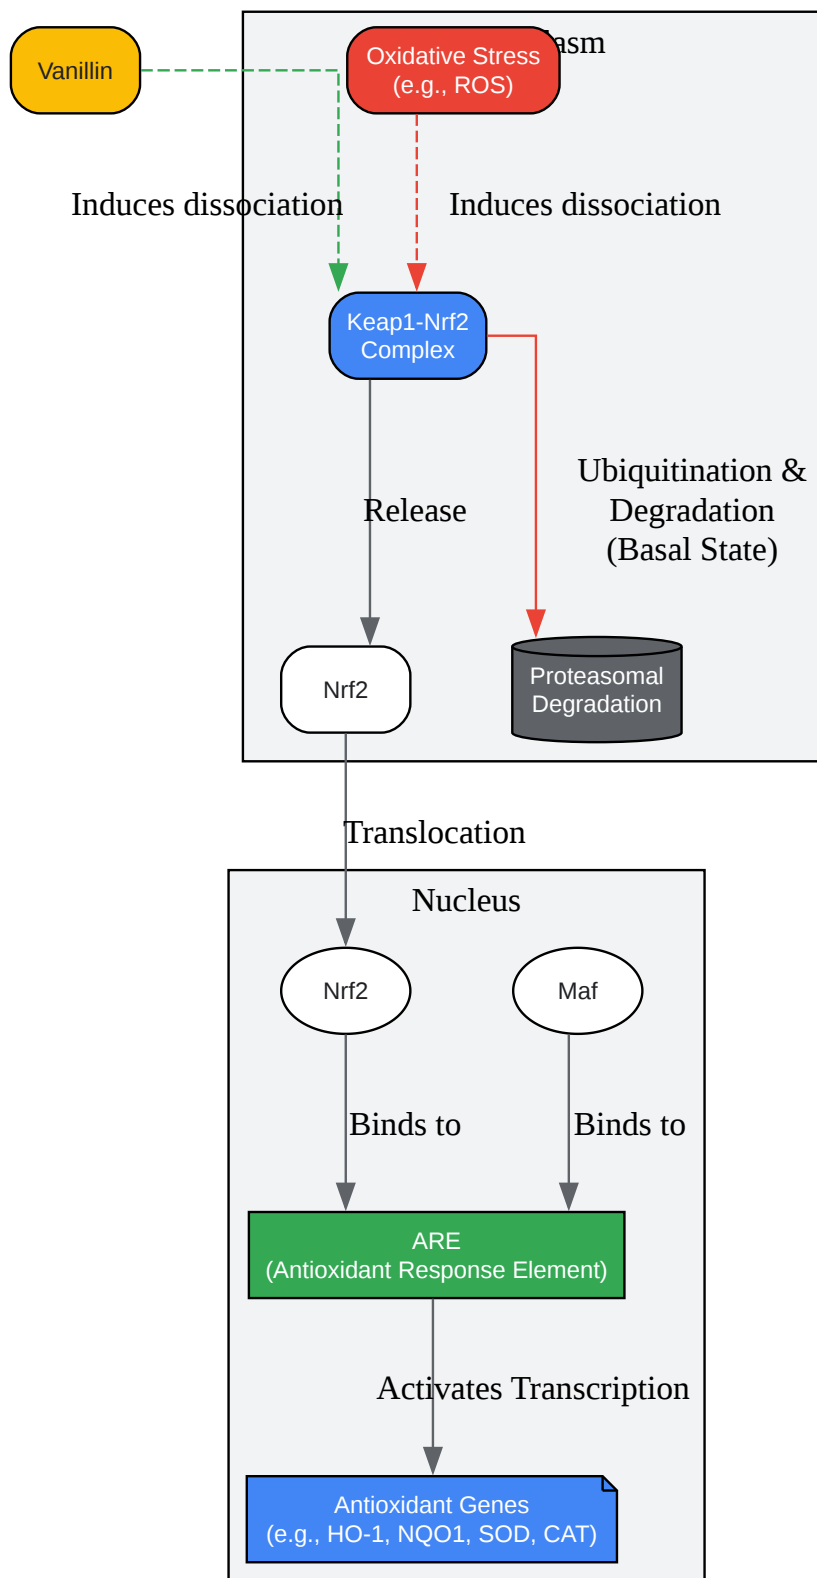 Vanillin
Oxidative Stress
(e.g., ROS)
Induces dissociation
Induces dissociation
Keap1-Nrf2
Complex
Release
Ubiquitination &
Degradation
(Basal State)
Nrf2
Proteasomal
Degradation
Translocation
Nucleus
Nrf2
Maf
Binds to
Binds to
ARE
(Antioxidant Response Element)
Activates Transcription
Antioxidant Genes
(e.g., HO-1, NQO1, SOD, CAT)